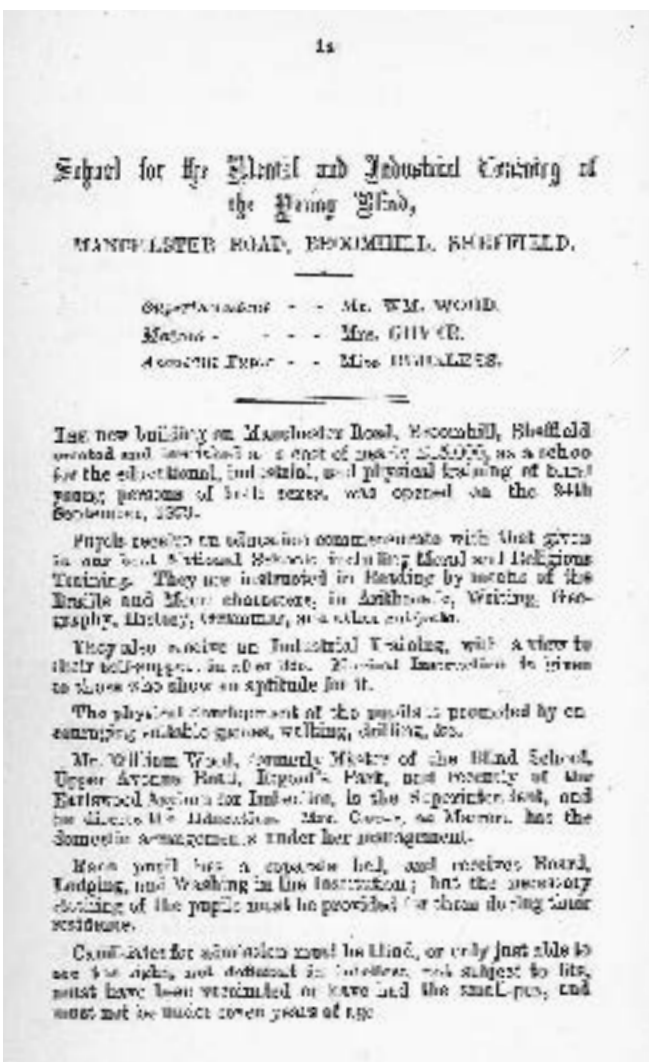 School for the Mental and Industrial Training of
the Young Blind,
MANCHESTER ROAD, BROOMHILL, SHEFFIELD.
Superintendent - - Mr. WM. WOOD.
Matron - - - - Mrs.
Assistant - - Miss
The new building on Manchester Road, Broomhill, Sheffield
erected and furnished at a cost of nearly as a school
for the educational, industrial, and physical training of blind
young persons of both sexes, was opened on the 24th
September, 1879.
Pupils receive an education commensurate with that given
in our best National Schools including Moral and Religious
Training. They are instructed in Reading by means of the
Braille and Moon characters, in Arithmetic, Writing, Geo-
graphy, History, Grammar, and other subjects.
They also receive an Industrial Training, with a view to
their self-support in after life. Musical Instruction is given
to those who show an aptitude for it.
The physical development of the pupils is promoted by en-
couraging suitable games, walking, drilling, &c.
Mr. William Wood, formerly Master of the Blind School,
Upper Avenue Road, Regent's Park, and recently of the
Earlswood Asylum for Imbeciles, is the Superintendent, and
he directs the Education. Mrs. as Matron, has the
domestic arrangements under her management.
Each pupil has a separate bed, and receives Board,
Lodging, and Washing in the Institution; but the necessary
clothing of the pupils must be provided for them during their
residence.
Candidates for admission must be blind, or only just able to
see the light, not deficient in intellect, not subject to fits,
must have been vaccinated or have had the small-pox, and
must not be under seven years of age